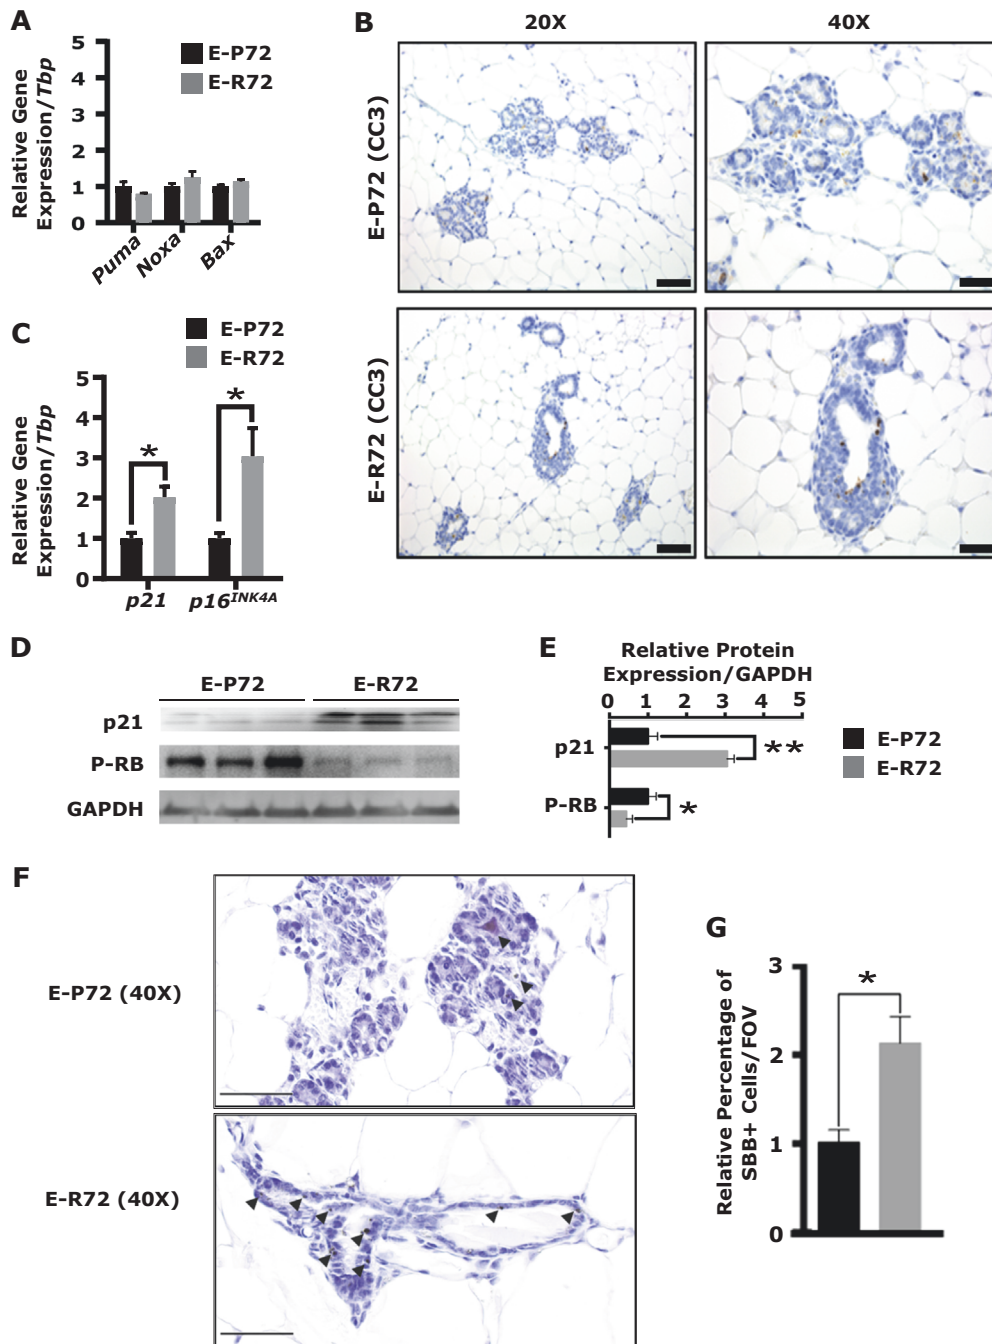 A
E-P72
E-R72
Relative Gene
Expression/Tbp
5
4
3
2
1
0
Puma
Noxa
Bax
B
20X
40X
E-P72 (CC3)
E-R72 (CC3)
C
E-P72
E-R72
Relative Gene
Expression/Tbp
5
4
3
2
1
0
*
*
p21
p16INK4A
D
E-P72
E-R72
p21
P-RB
GAPDH
E
Relative Protein
Expression/GAPDH
0 1 2 3 4 5
p21
P-RB
**
*
E-P72
E-R72
F
E-P72 (40X)
E-R72 (40X)
G
Relative Percentage of
SBB+ Cells/FOV
3
2
1
0
*